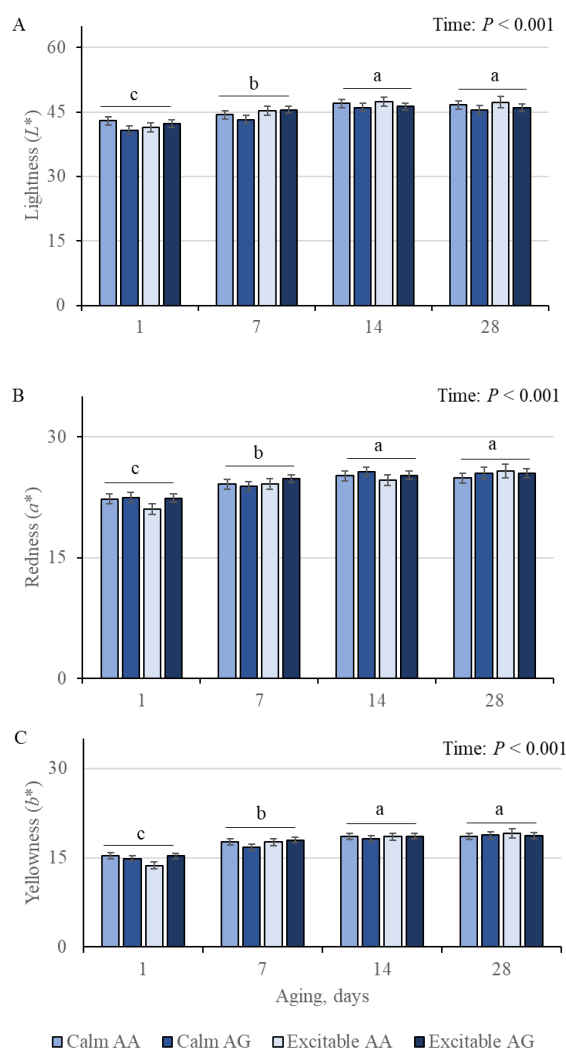 A
Time: P < 0.001
60
45
30
15
0
Lightness (L*)
c
b
a
a
1
7
14
28
B
Time: P < 0.001
30
15
0
Redness (a*)
c
b
a
a
1
7
14
28
C
Time: P < 0.001
30
15
0
Yellowness (b*)
c
b
a
a
1
7
14
28
Aging, days
Calm AA
Calm AG
Excitable AA
Excitable AG